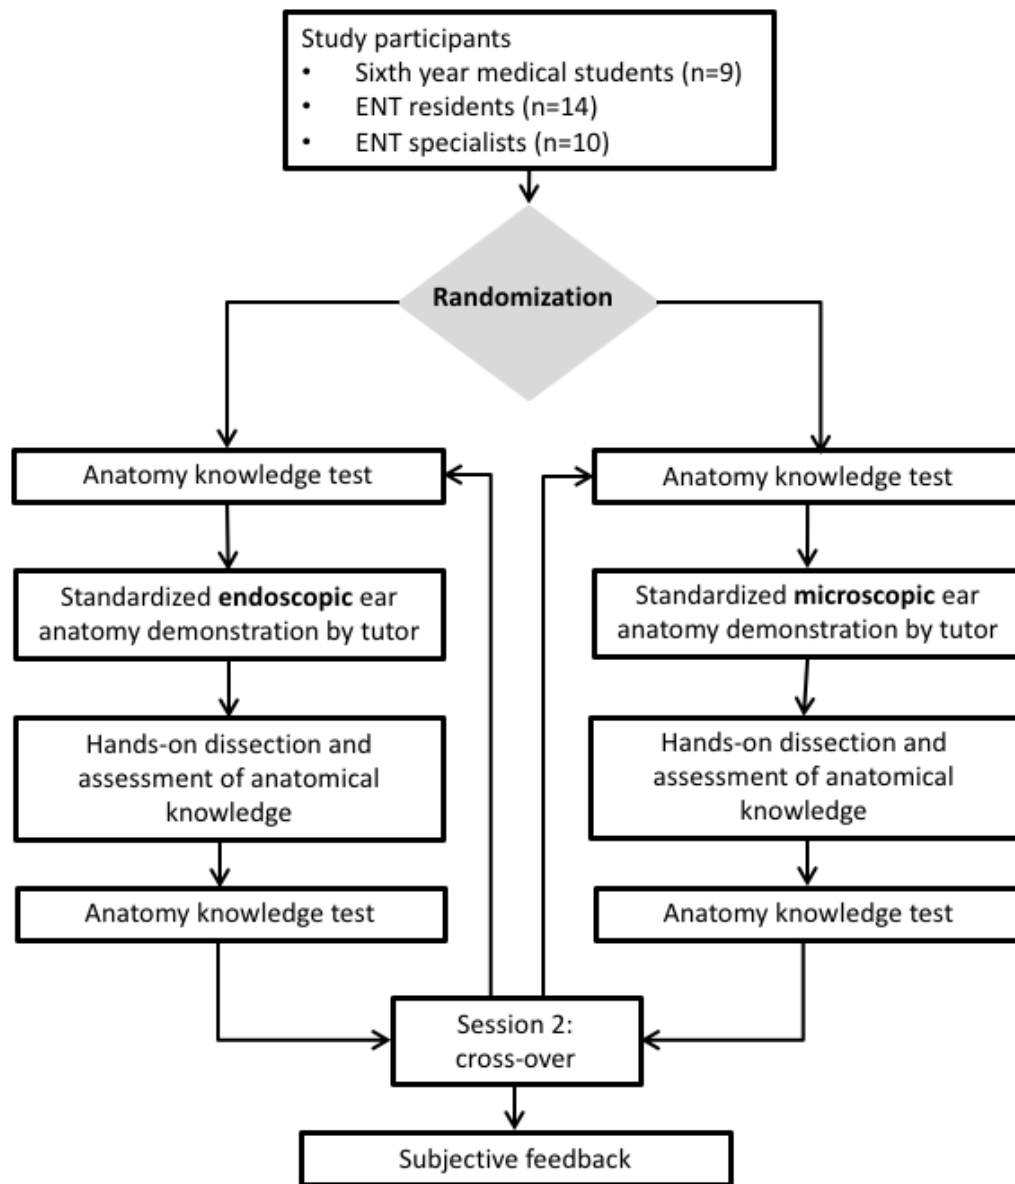 Study participants
• Sixth year medical students (n=9)
• ENT residents (n=14)
• ENT specialists (n=10)
Randomization
Anatomy knowledge test
Standardized endoscopic ear
anatomy demonstration by tutor
Hands-on dissection and
assessment of anatomical
knowledge
Anatomy knowledge test
Anatomy knowledge test
Standardized microscopic ear
anatomy demonstration by tutor
Hands-on dissection and
assessment of anatomical
knowledge
Anatomy knowledge test
Session 2:
cross-over
Subjective feedback